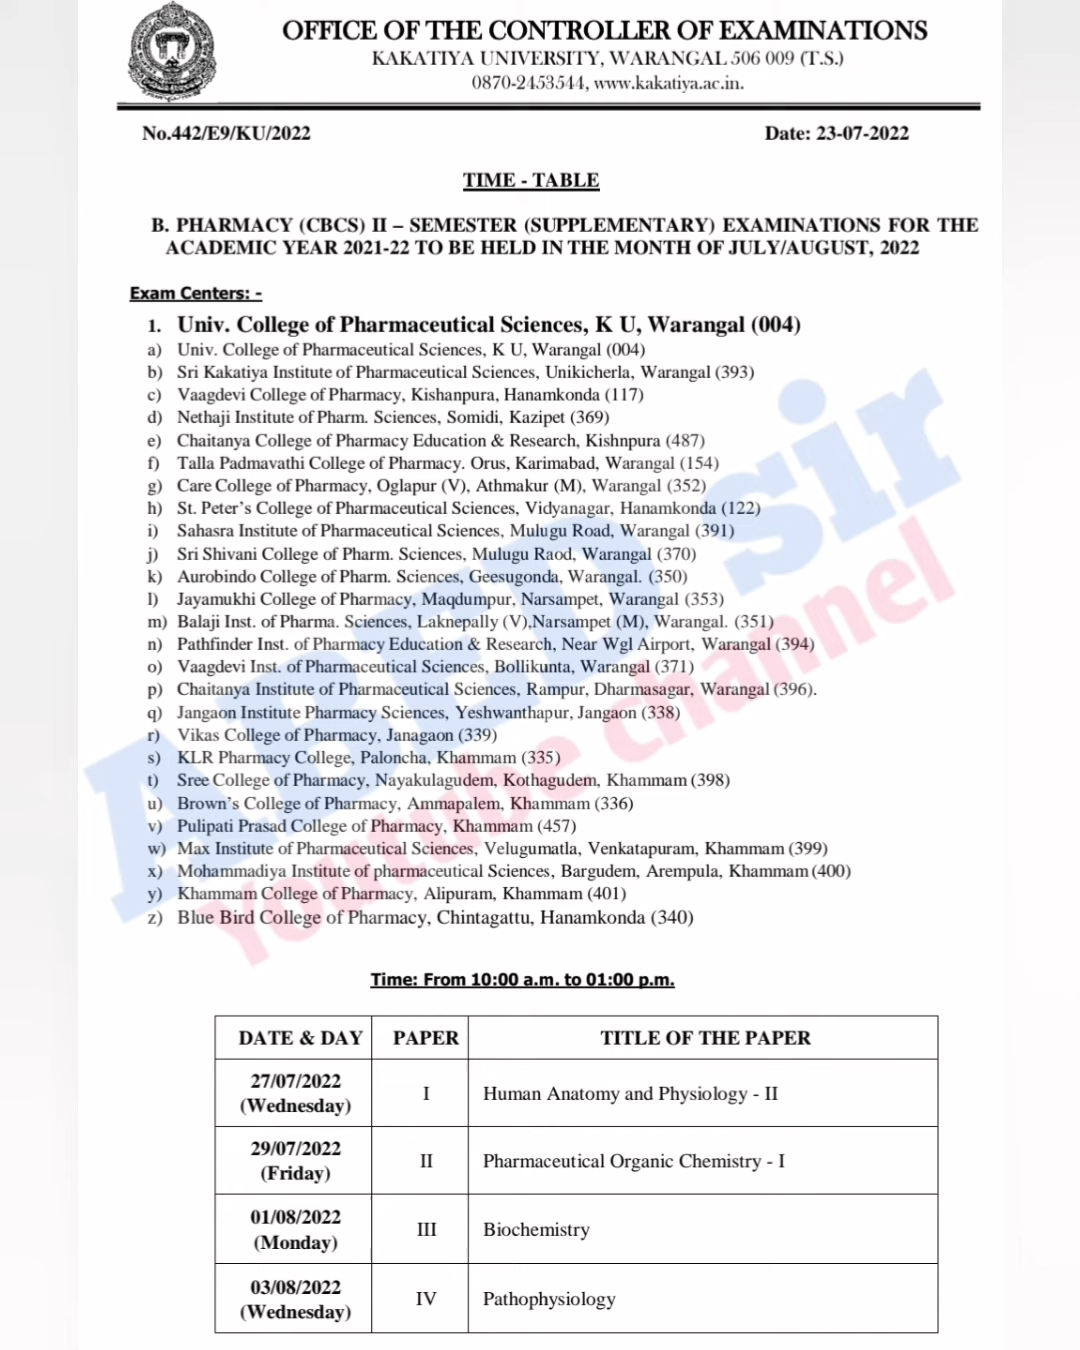 OFFICE OF THE CONTROLLER OF EXAMINATIONS
KAKATIYA UNIVERSITY, WARANGAL 506 009 (T.S.)
0870-2453544, www.kakatiya.ac.in.
No.442/E9/KU/2022 Date: 23-07-2022
TIME - TABLE
B. PHARMACY (CBCS) II – SEMESTER (SUPPLEMENTARY) EXAMINATIONS FOR THE
ACADEMIC YEAR 2021-22 TO BE HELD IN THE MONTH OF JULY/AUGUST, 2022
Exam Centers: -
1. Univ. College of Pharmaceutical Sciences, K U, Warangal (004)
a) Univ. College of Pharmaceutical Sciences, K U, Warangal (004)
b) Sri Kakatiya Institute of Pharmaceutical Sciences, Unikicherla, Warangal (393)
c) Vaagdevi College of Pharmacy, Kishanpura, Hanamkonda (117)
d) Nethaji Institute of Pharm. Sciences, Somidi, Kazipet (369)
e) Chaitanya College of Pharmacy Education & Research, Kishnpura (487)
f) Talla Padmavathi College of Pharmacy. Orus, Karimabad, Warangal (154)
g) Care College of Pharmacy, Oglapur (V), Athmakur (M), Warangal (352)
h) St. Peter’s College of Pharmaceutical Sciences, Vidyanagar, Hanamkonda (122)
i) Sahasra Institute of Pharmaceutical Sciences, Mulugu Road, Warangal (391)
j) Sri Shivani College of Pharm. Sciences, Mulugu Raod, Warangal (370)
k) Aurobindo College of Pharm. Sciences, Geesugonda, Warangal. (350)
l) Jayamukhi College of Pharmacy, Maqdumpur, Narsampet, Warangal (353)
m) Balaji Inst. of Pharma. Sciences, Laknepally (V),Narsampet (M), Warangal. (351)
n) Pathfinder Inst. of Pharmacy Education & Research, Near Wgl Airport, Warangal (394)
o) Vaagdevi Inst. of Pharmaceutical Sciences, Bollikunta, Warangal (371)
p) Chaitanya Institute of Pharmaceutical Sciences, Rampur, Dharmasagar, Warangal (396).
q) Jangaon Institute Pharmacy Sciences, Yeshwanthapur, Jangaon (338)
r) Vikas College of Pharmacy, Janagaon (339)
s) KLR Pharmacy College, Paloncha, Khammam (335)
t) Sree College of Pharmacy, Nayakulagudem, Kothagudem, Khammam (398)
u) Brown’s College of Pharmacy, Ammapalem, Khammam (336)
v) Pulipati Prasad College of Pharmacy, Khammam (457)
w) Max Institute of Pharmaceutical Sciences, Velugumatla, Venkatapuram, Khammam (399)
x) Mohammadiya Institute of pharmaceutical Sciences, Bargudem, Arempula, Khammam (400)
y) Khammam College of Pharmacy, Alipuram, Khammam (401)
z) Blue Bird College of Pharmacy, Chintagattu, Hanamkonda (340)
ABED sir
Youtube channel
Time: From 10:00 a.m. to 01:00 p.m.
DATE & DAY PAPER TITLE OF THE PAPER
27/07/2022
(Wednesday) I Human Anatomy and Physiology - II
29/07/2022
(Friday) II Pharmaceutical Organic Chemistry - I
01/08/2022
(Monday) III Biochemistry
03/08/2022
(Wednesday) IV Pathophysiology